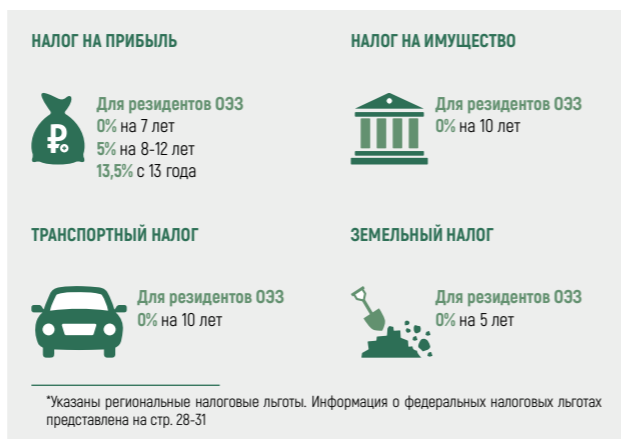 НАЛОГ НА ПРИБЫЛЬ
Для резидентов ОЭЗ
0% на 7 лет
5% на 8-12 лет
13,5% с 13 года
НАЛОГ НА ИМУЩЕСТВО
Для резидентов ОЭЗ
0% на 10 лет
ТРАНСПОРТНЫЙ НАЛОГ
Для резидентов ОЭЗ
0% на 10 лет
ЗЕМЕЛЬНЫЙ НАЛОГ
Для резидентов ОЭЗ
0% на 5 лет
*Указаны региональные налоговые льготы. Информация о федеральных налоговых льготах
представлена на стр. 28-31